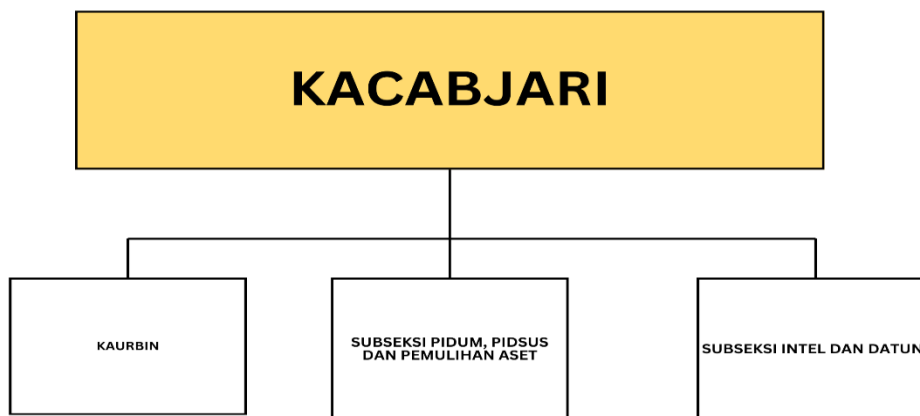 KACABJARI
KAURBIN
SUBSEKSI PIDUM, PIDSUS
DAN PEMULIHAN ASET
SUBSEKSI INTEL DAN DATUN